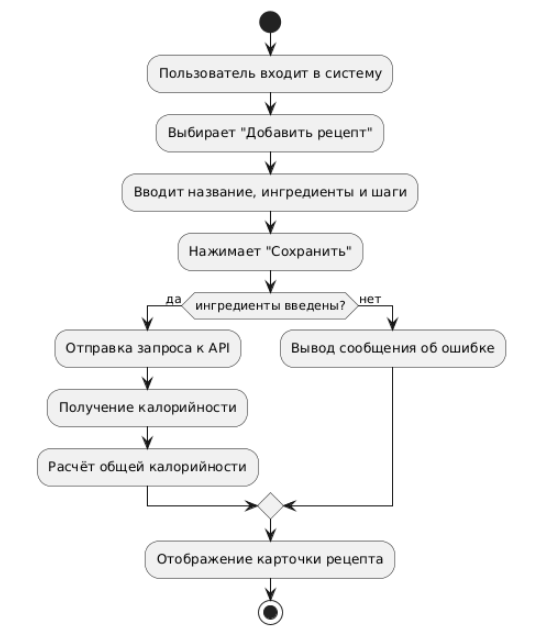 Пользователь входит в систему
Выбирает "Добавить рецепт"
Вводит название, ингредиенты и шаги
Нажимает "Сохранить"
да
ингредиенты введены?
нет
Отправка запроса к API
Вывод сообщения об ошибке
Получение калорийности
Расчёт общей калорийности
Отображение карточки рецепта